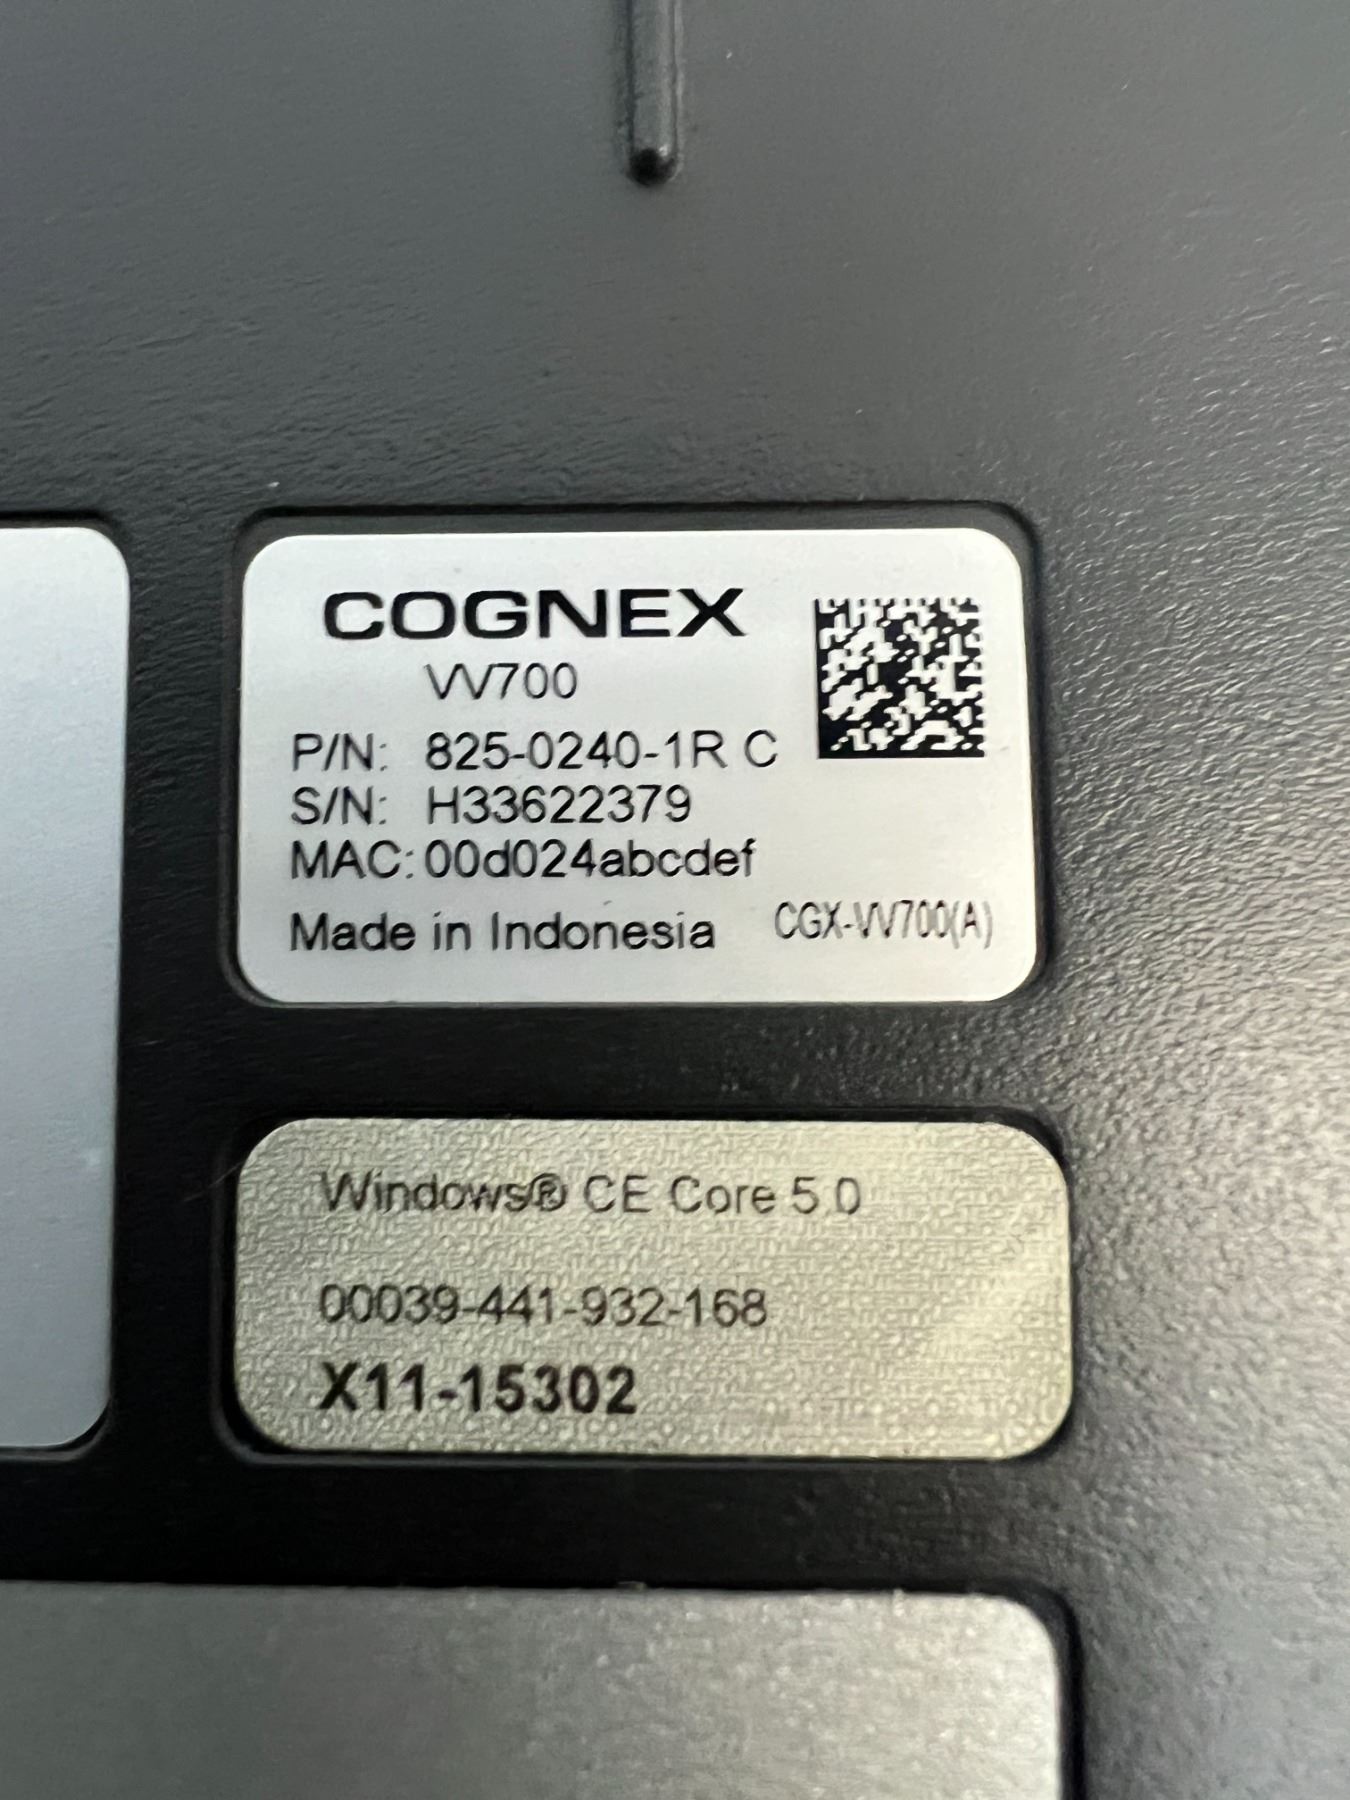 COGNEX
VV700
P/N: 825-0240-1R C
S/N: H33622379
MAC: 00d024abcdef
Made in Indonesia
CGX-VV700(A)
Windows® CE Core 5.0
00039-441-932-168
X11-15302